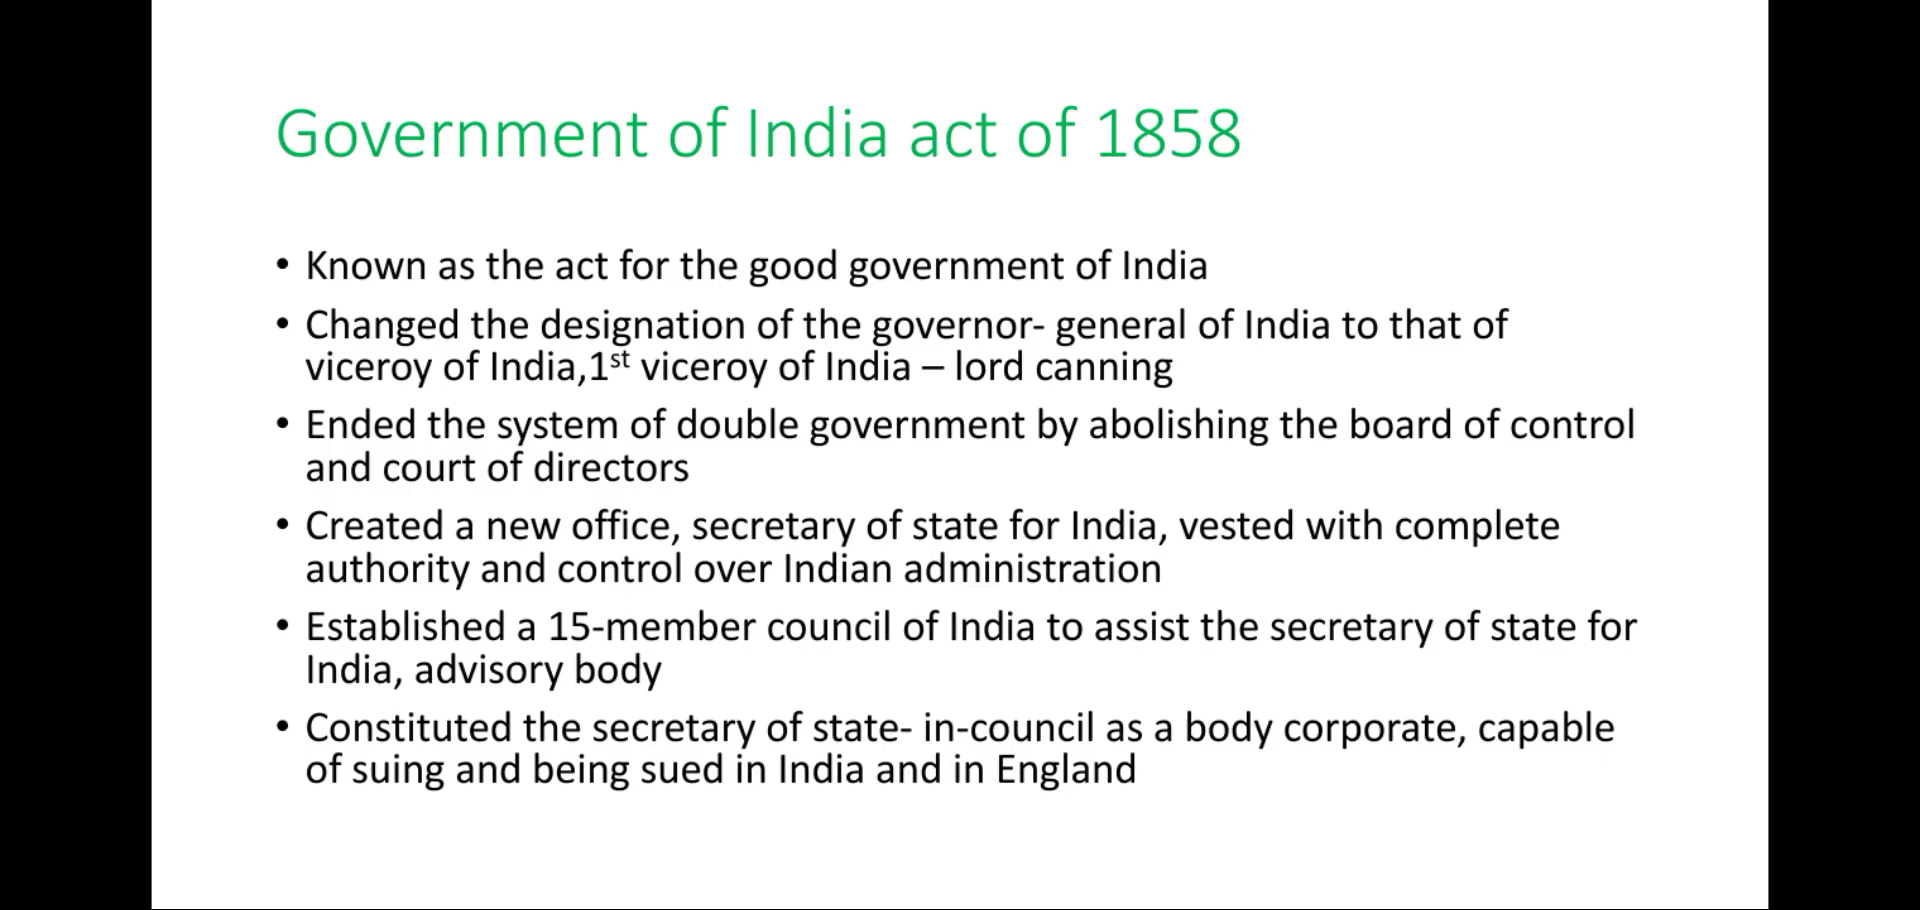 Government of India act of 1858
• Known as the act for the good government of India
• Changed the designation of the governor- general of India to that of
viceroy of India,1st viceroy of India – lord canning
• Ended the system of double government by abolishing the board of control
and court of directors
• Created a new office, secretary of state for India, vested with complete
authority and control over Indian administration
• Established a 15-member council of India to assist the secretary of state for
India, advisory body
• Constituted the secretary of state- in-council as a body corporate, capable
of suing and being sued in India and in England